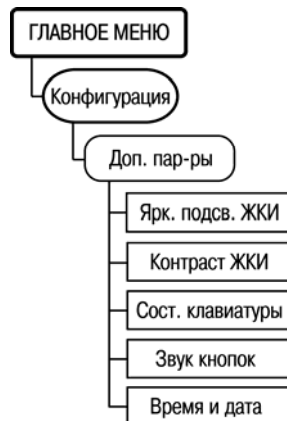 ГЛАВНОЕ МЕНЮ
Конфигурация
Доп. пар-ры
Ярк. подсв. ЖКИ
Контраст ЖКИ
Сост. клавиатуры
Звук кнопок
Время и дата